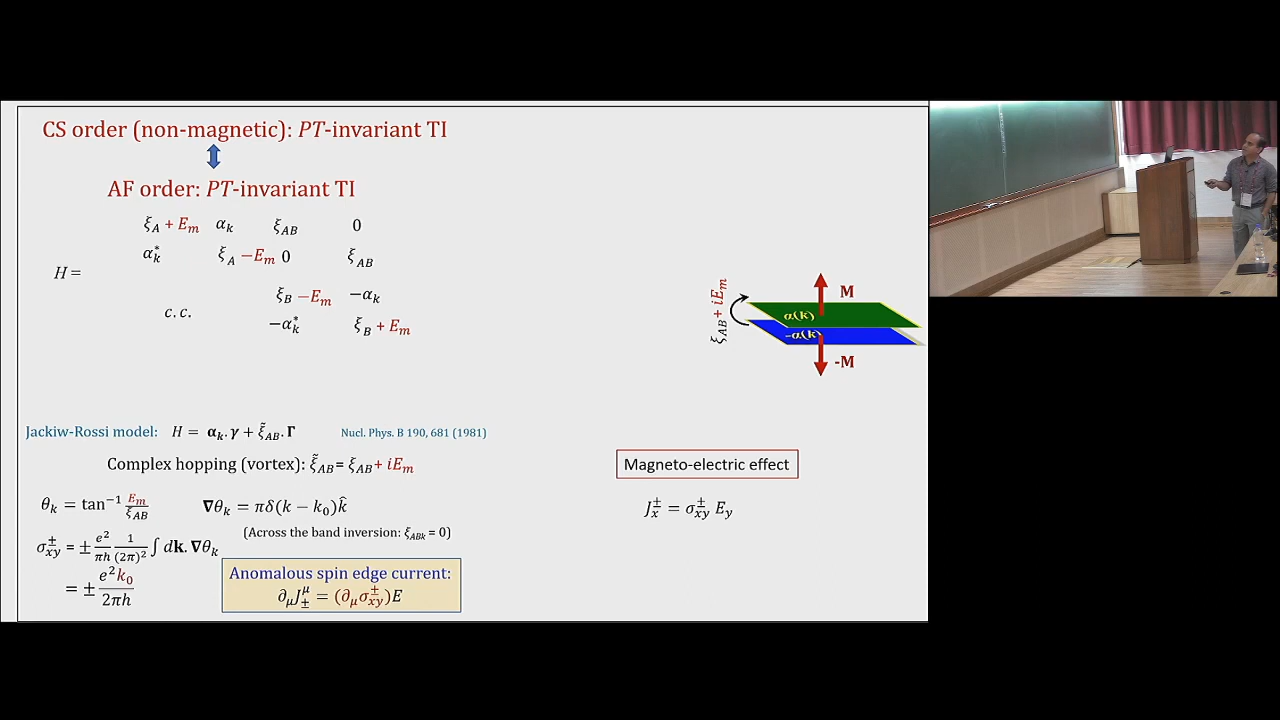 CS order (non-magnetic): PT-invariant TI
AF order: PT-invariant TI
ξ_A + E_m α_k ξ_AB 0
α_k^* ξ_A − E_m 0 ξ_AB
H =
ξ_B − E_m −α_k
c.c.
−α_k^* ξ_B + E_m
ξ_AB + iE_m
M
α(k)
−α(k)
-M
Jackiw-Rossi model: H = α_k.γ + ξ̃_AB.Γ Nucl. Phys. B 190, 681 (1981)
Complex hopping (vortex): ξ̃_AB = ξ_AB + iE_m
θ_k = tan⁻¹ E_m/ξ_AB ∇θ_k = πδ(k − k₀)k̂
(Across the band inversion: ξ_ABk = 0)
σ_xy^± = ± e²/πh 1/(2π)² ∫ dk.∇θ_k
= ± e²k₀/2πh
Anomalous spin edge current:
∂_μ J_±^μ = (∂_μ σ_xy^±)E
Magneto-electric effect
J_x^± = σ_xy^± E_y